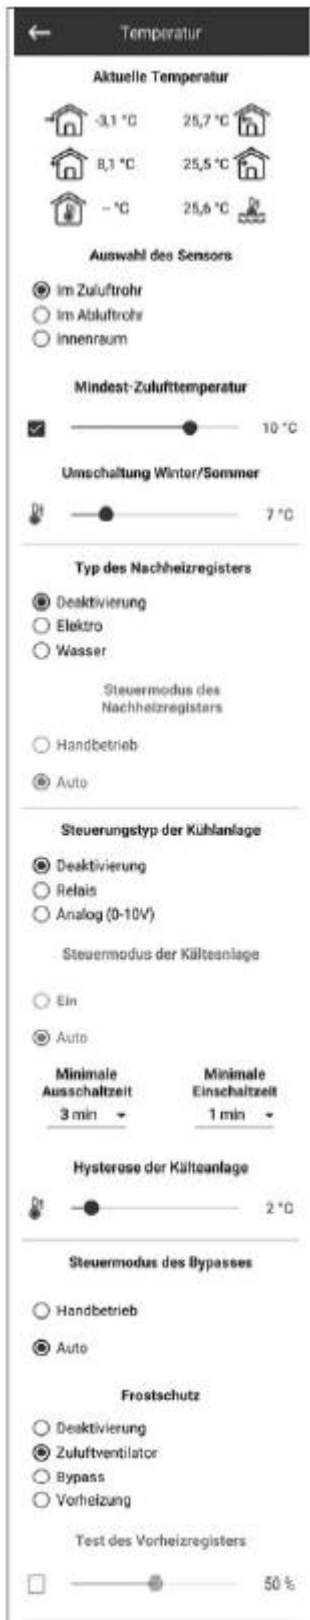 Temperatur
Aktuelle Temperatur
-3,1 °C 25,7 °C
8,1 °C 25,5 °C
-- °C 25,6 °C
Auswahl des Sensors
Im Zuluftrohr
Im Abluftrohr
Innenraum
Mindest-Zulufttemperatur
10 °C
Umschaltung Winter/Sommer
7 °C
Typ des Nachheizregisters
Deaktivierung
Elektro
Wasser
Steuermodus des
Nachheizregisters
Handbetrieb
Auto
Steuerungstyp der Kühlanlage
Deaktivierung
Relais
Analog (0-10V)
Steuermodus der Kälteanlage
Ein
Auto
Minimale Minimale
Ausschaltzeit Einschaltzeit
3 min 1 min
Hysterese der Kälteanlage
2 °C
Steuermodus des Bypasses
Handbetrieb
Auto
Frostschutz
Deaktivierung
Zuluftventilator
Bypass
Vorheizung
Test des Vorheizregisters
50 %